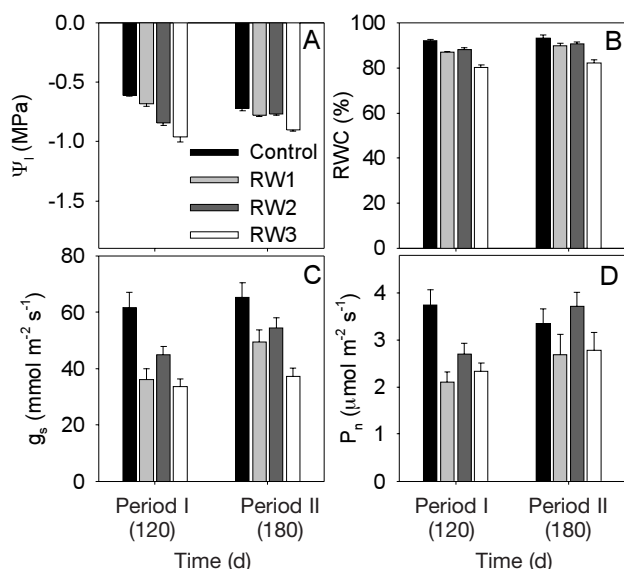 0.0
-0.5
-1.0
-1.5
Ψl (MPa)
A
Control
RW1
RW2
RW3
100
80
60
40
20
0
RWC (%)
B
80
60
40
20
0
gs (mmol m-2 s-1)
C
Period I
(120)
Period II
(180)
Time (d)
4
3
2
1
0
Pn (μmol m-2 s-1)
D
Period I
(120)
Period II
(180)
Time (d)